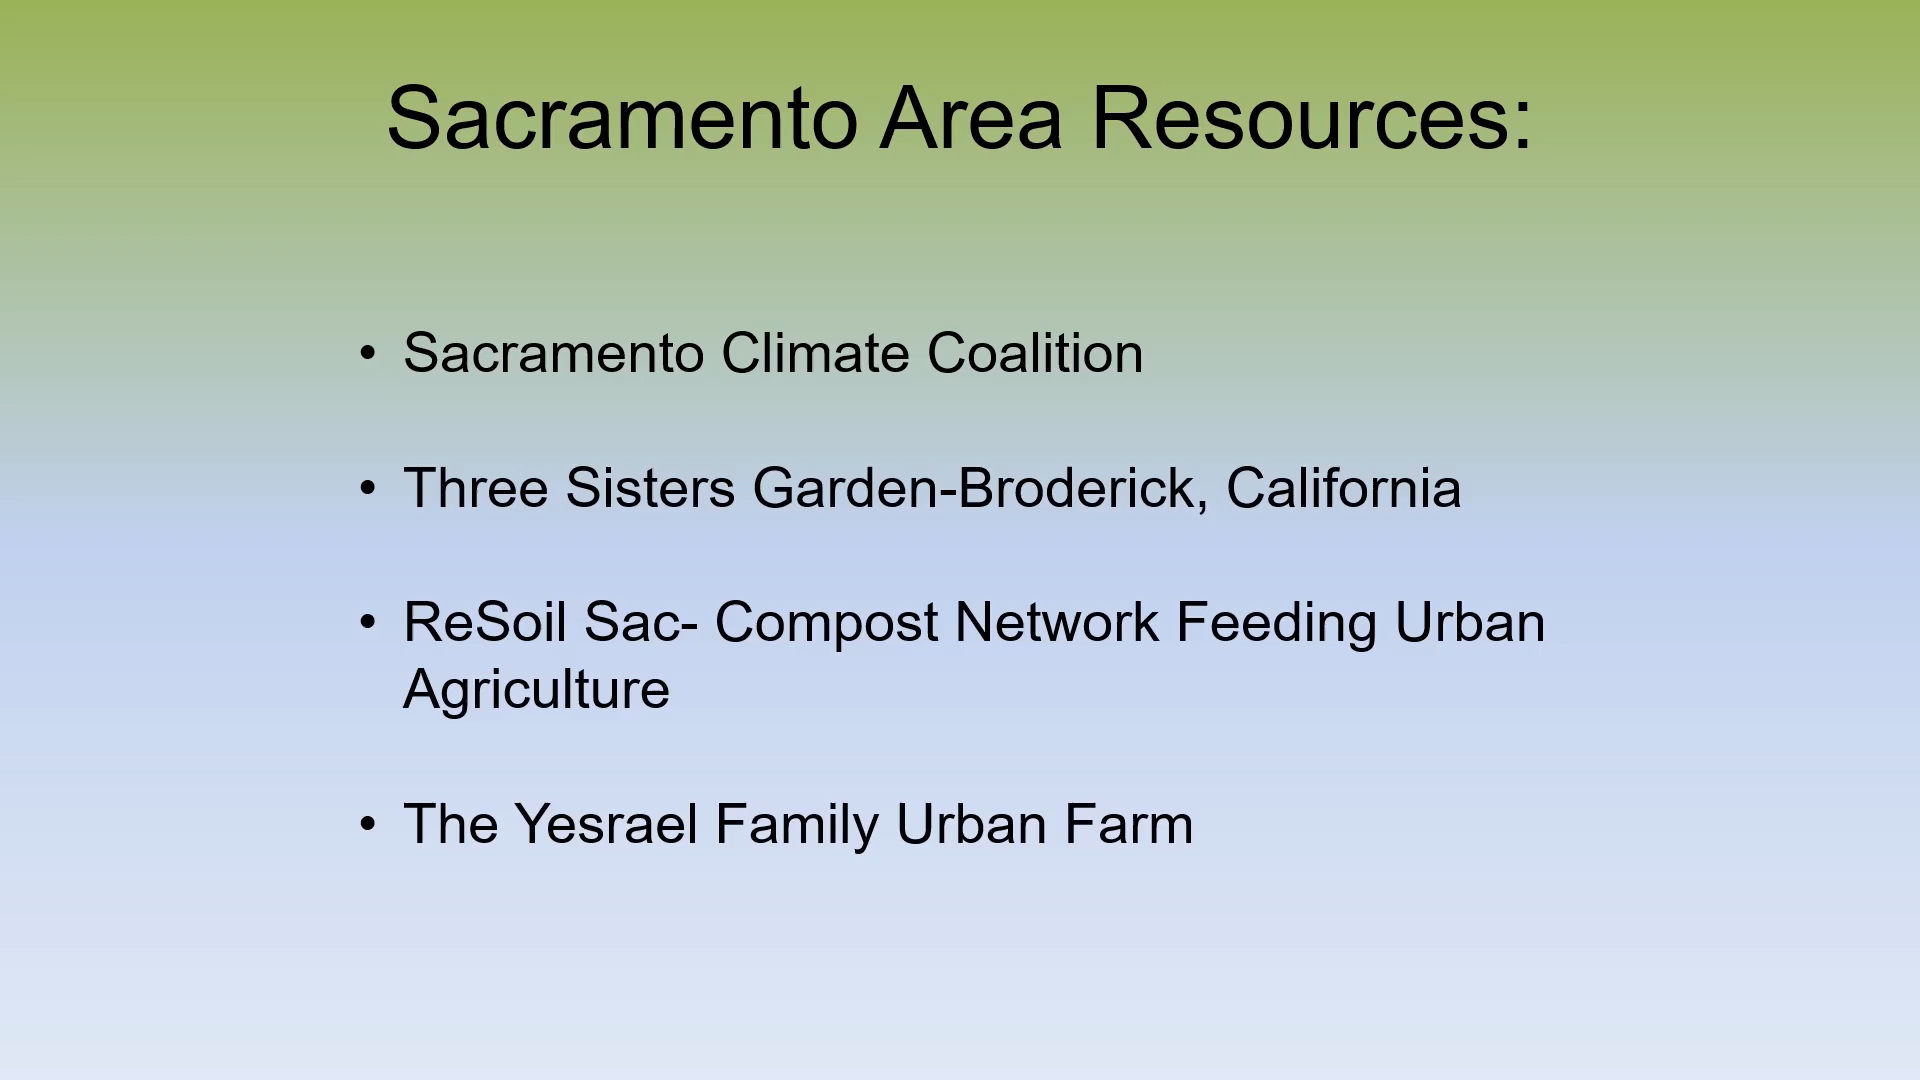 Sacramento Area Resources:
• Sacramento Climate Coalition
• Three Sisters Garden-Broderick, California
• ReSoil Sac- Compost Network Feeding Urban
Agriculture
• The Yesrael Family Urban Farm